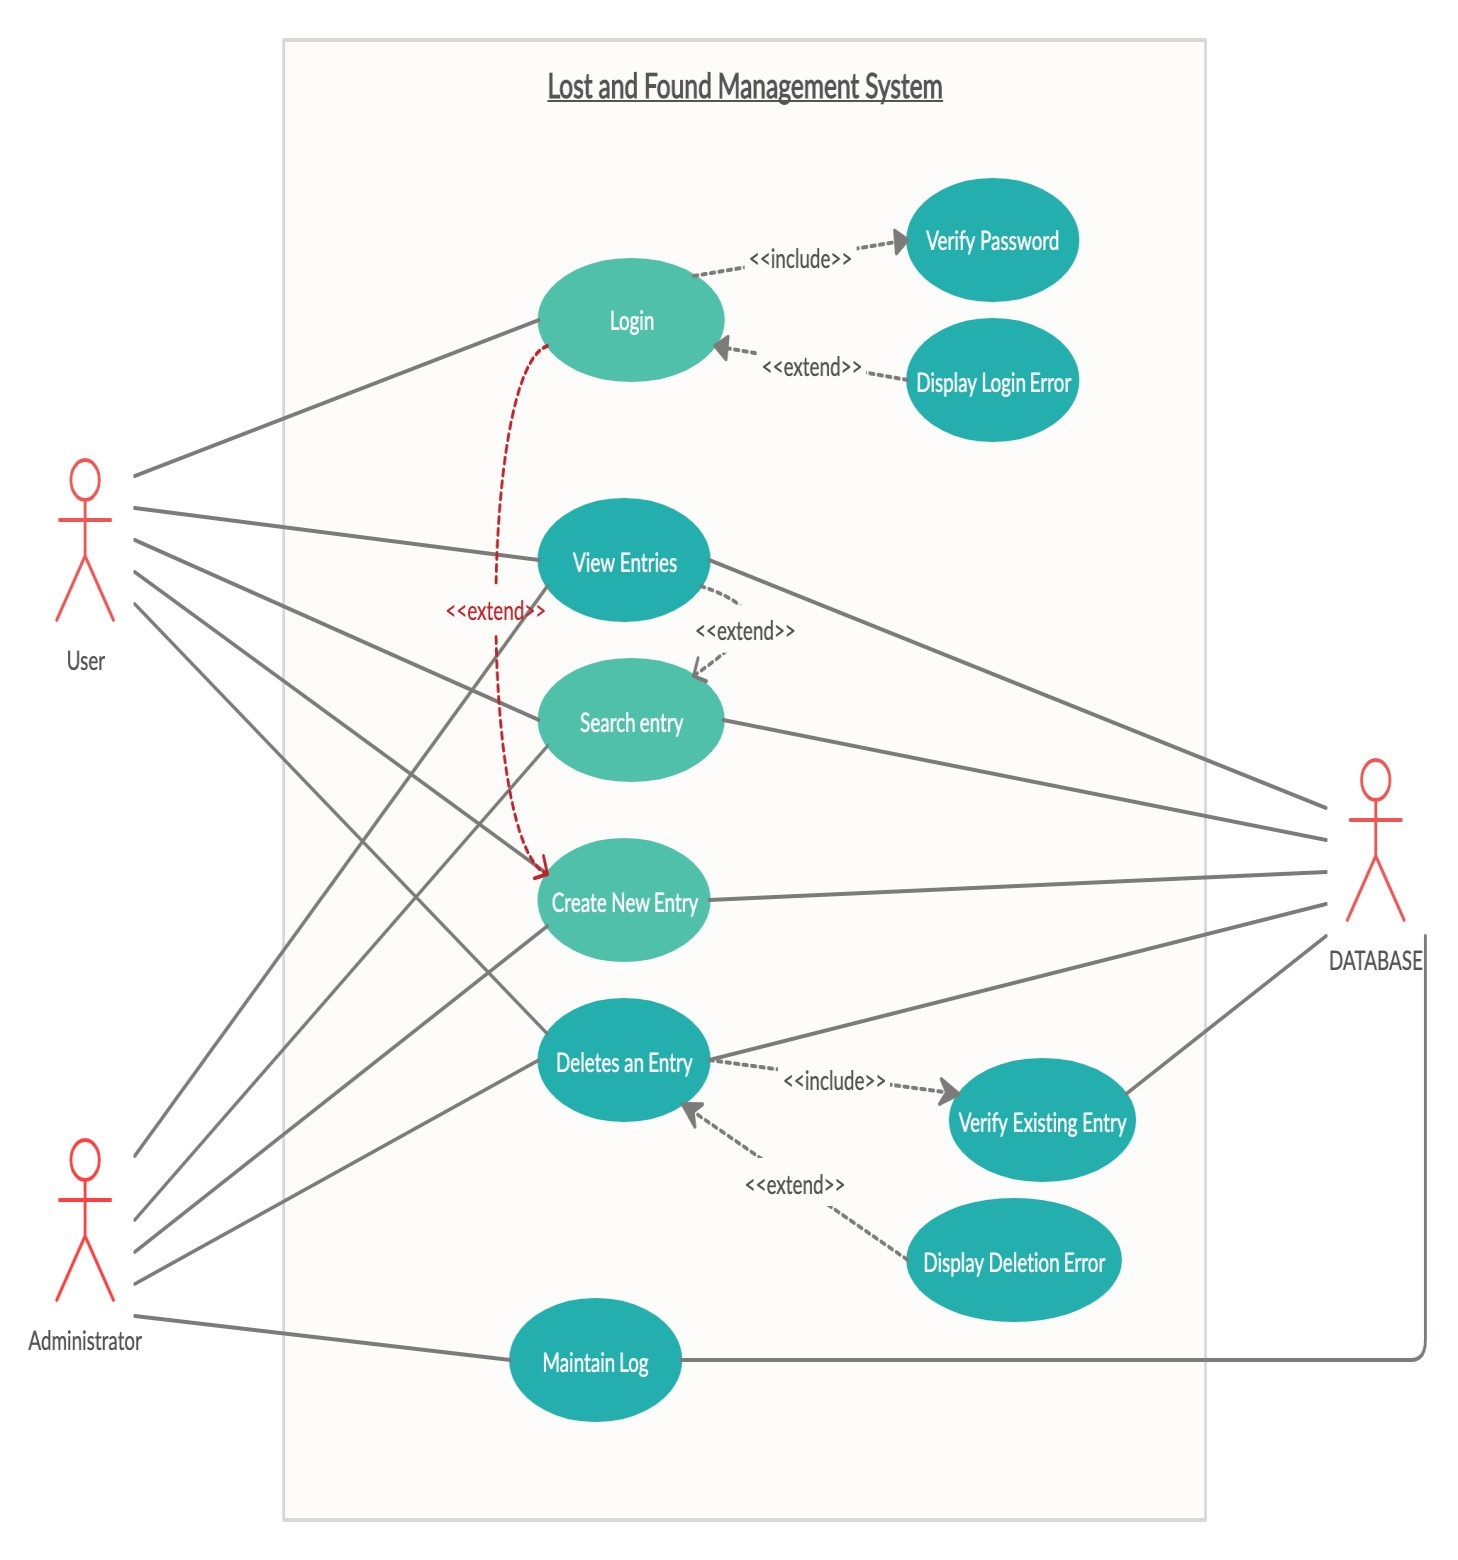 Lost and Found Management System
Verify Password
<<include>>
Login
<<extend>>
Display Login Error
View Entries
<<extend>>
<<extend>>
User
Search entry
Create New Entry
DATABASE
Deletes an Entry
<<include>>
Verify Existing Entry
<<extend>>
Display Deletion Error
Administrator
Maintain Log